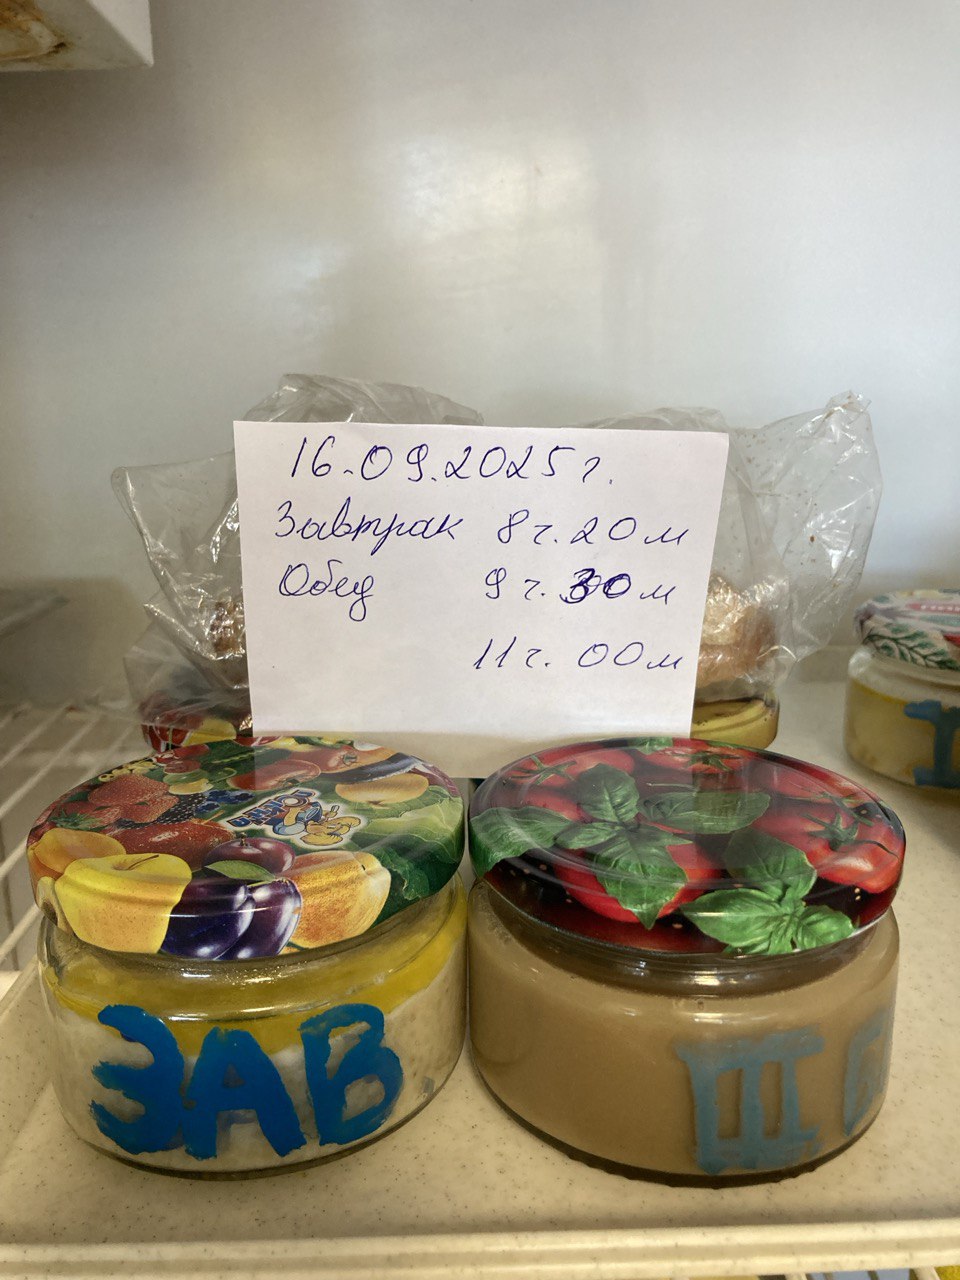 16.09.2025г.
Завтрак 8ч.20м
Обед 9ч.30м
11ч.00м
ЗАВ
III